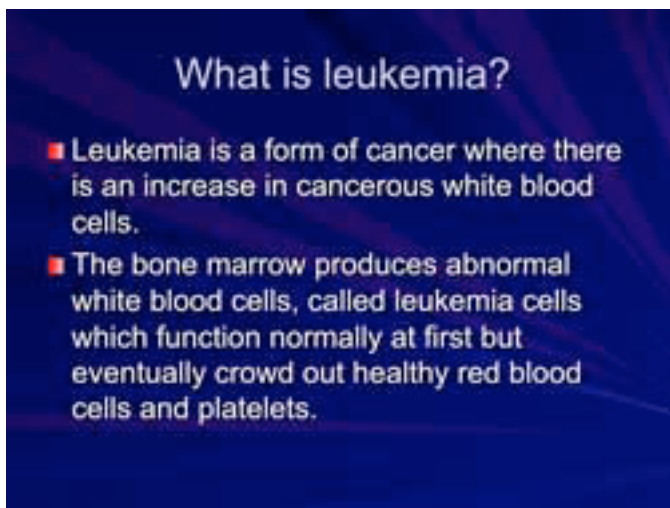 What is leukemia?
Leukemia is a form of cancer where there
is an increase in cancerous white blood
cells.
The bone marrow produces abnormal
white blood cells, called leukemia cells
which function normally at first but
eventually crowd out healthy red blood
cells and platelets.